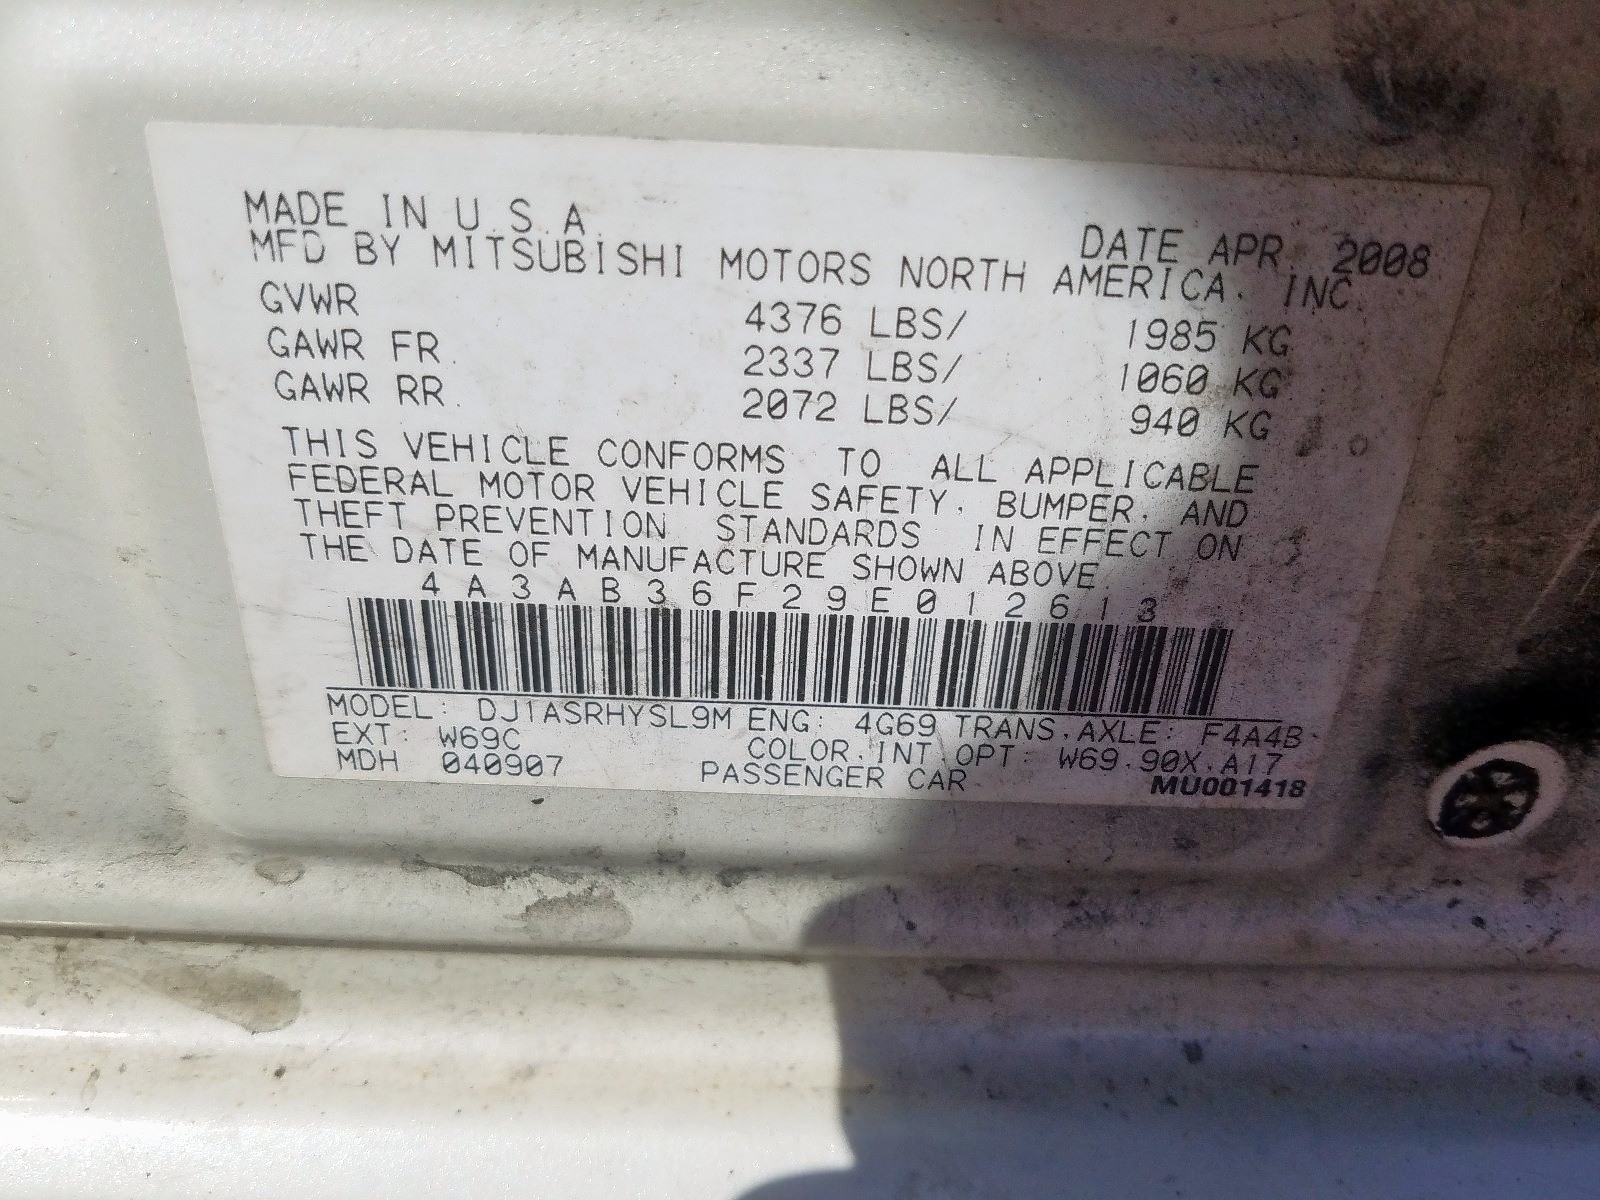 MADE IN U.S.A. DATE APR. 2008
MFD BY MITSUBISHI MOTORS NORTH AMERICA. INC.
GVWR 4376 LBS/ 1985 KG
GAWR FR. 2337 LBS/ 1060 KG
GAWR RR. 2072 LBS/ 940 KG
THIS VEHICLE CONFORMS TO ALL APPLICABLE
FEDERAL MOTOR VEHICLE SAFETY. BUMPER. AND
THEFT PREVENTION STANDARDS IN EFFECT ON
THE DATE OF MANUFACTURE SHOWN ABOVE.
4A3AB36F29E012613
MODEL: DJ1ASRHYSL9M ENG: 4G69 TRANS.AXLE: F4A4B
EXT: W69C COLOR.INT OPT: W69.90X.A17
MDH 040907 PASSENGER CAR MU001418